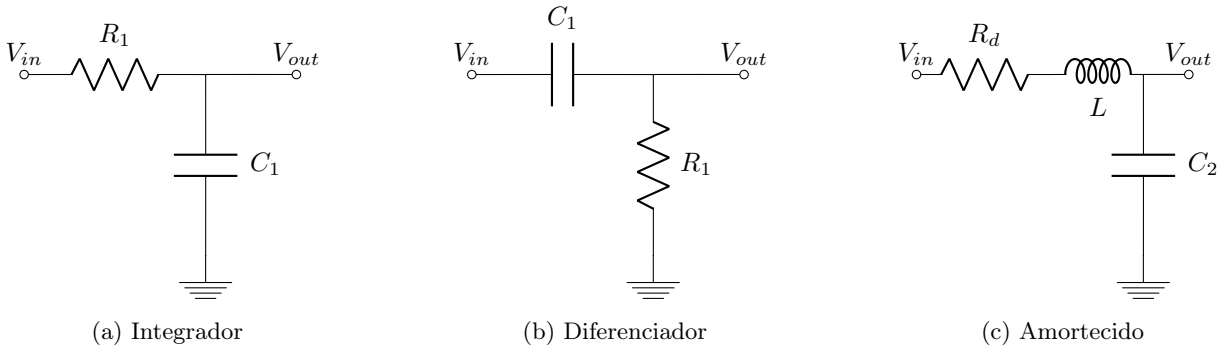 V_in R_1 V_out
C_1
(a) Integrador
V_in C_1 V_out
R_1
(b) Diferenciador
V_in R_d L V_out
C_2
(c) Amortecido